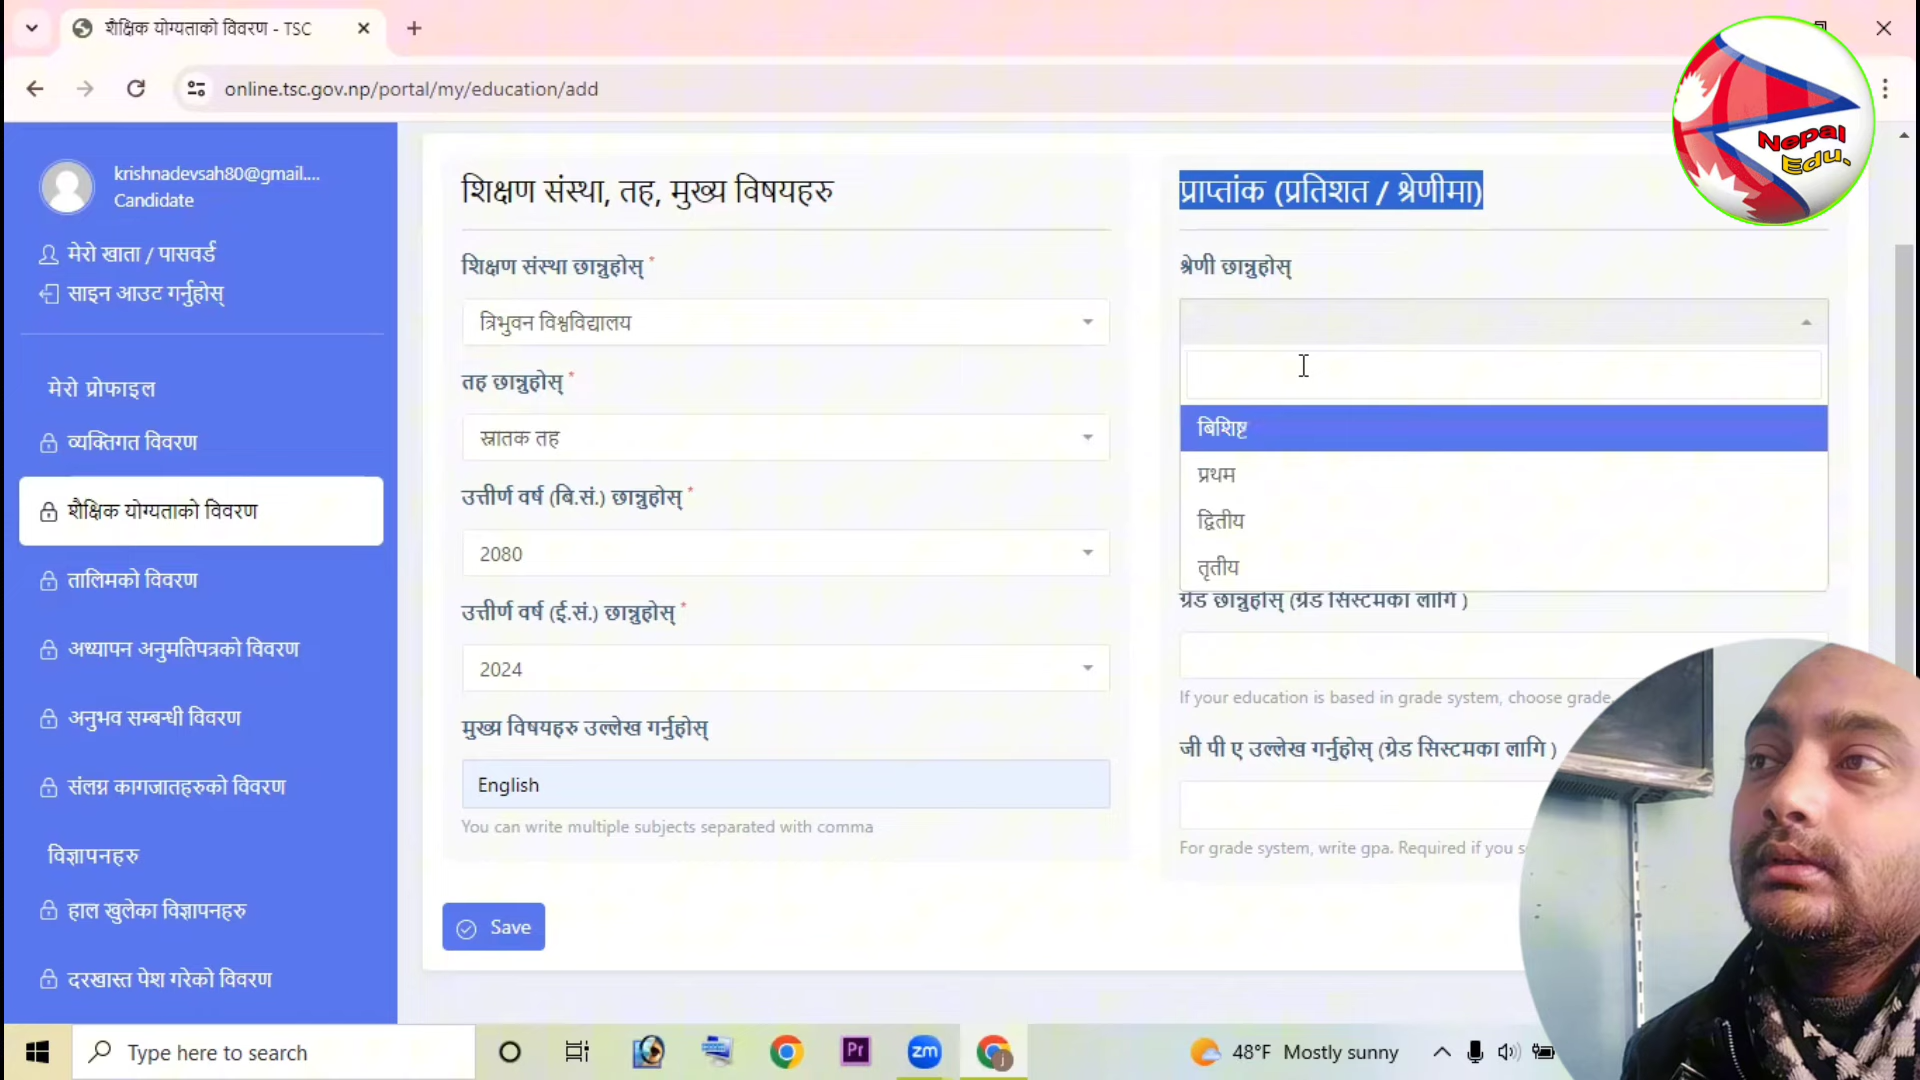 शैक्षिक योग्यताको विवरण - TSC
online.tsc.gov.np/portal/my/education/add
Nepal
Edu.
krishnadevsah80@gmail....
Candidate
मेरो खाता / पासवर्ड
साइन आउट गर्नुहोस्
मेरो प्रोफाइल
व्यक्तिगत विवरण
शैक्षिक योग्यताको विवरण
तालिमको विवरण
अध्यापन अनुमतिपत्रको विवरण
अनुभव सम्बन्धी विवरण
संलग्न कागजातहरुको विवरण
विज्ञापनहरु
हाल खुलेका विज्ञापनहरु
दरखास्त पेश गरेको विवरण
शिक्षण संस्था, तह, मुख्य विषयहरु
शिक्षण संस्था छान्नुहोस् *
त्रिभुवन विश्वविद्यालय
तह छान्नुहोस् *
स्नातक तह
उत्तीर्ण वर्ष (बि.सं.) छान्नुहोस् *
2080
उत्तीर्ण वर्ष (ई.सं.) छान्नुहोस् *
2024
मुख्य विषयहरु उल्लेख गर्नुहोस्
English
You can write multiple subjects separated with comma
Save
प्राप्तांक (प्रतिशत / श्रेणीमा)
श्रेणी छान्नुहोस्
बिशिष्ट
प्रथम
द्वितीय
तृतीय
ग्रेड छान्नुहोस् (ग्रेड सिस्टमका लागि )
If your education is based in grade system, choose grade.
जी पी ए उल्लेख गर्नुहोस् (ग्रेड सिस्टमका लागि )
For grade system, write gpa. Required if you
Type here to search
Pr
zm
j
48°F Mostly sunny